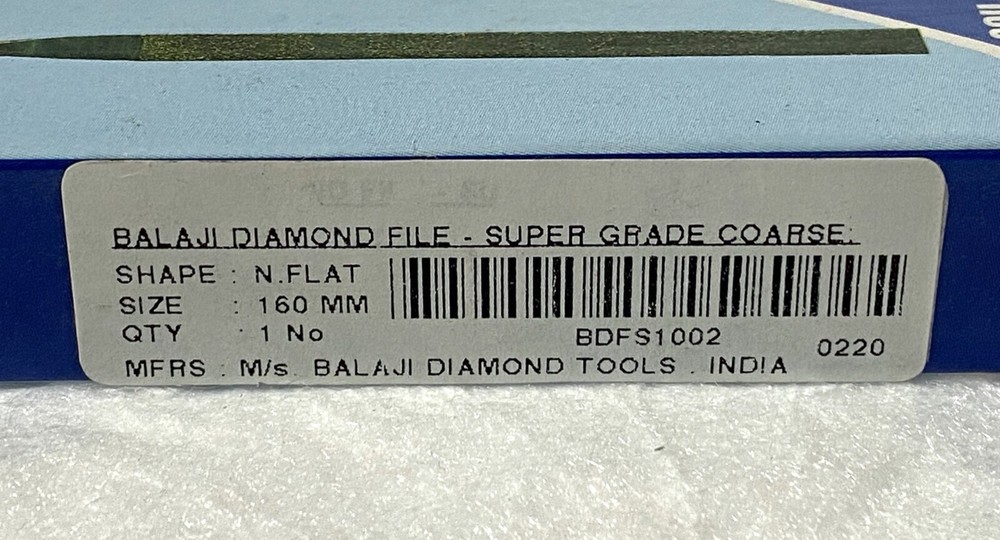 BALAJI DIAMOND FILE - SUPER GRADE COARSE.
SHAPE : N.FLAT
SIZE : 160 MM
QTY : 1 No
BDFS1002
0220
MFRS : M/s. BALAJI DIAMOND TOOLS . INDIA